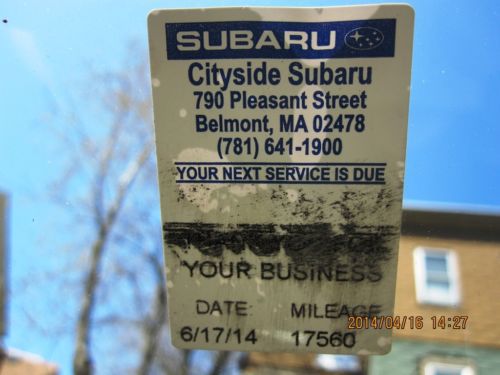 SUBARU
Cityside Subaru
790 Pleasant Street
Belmont, MA 02478
(781) 641-1900
YOUR NEXT SERVICE IS DUE
YOUR BUSINESS
DATE: MILEAGE
6/17/14 17560
2014/04/16 14:27